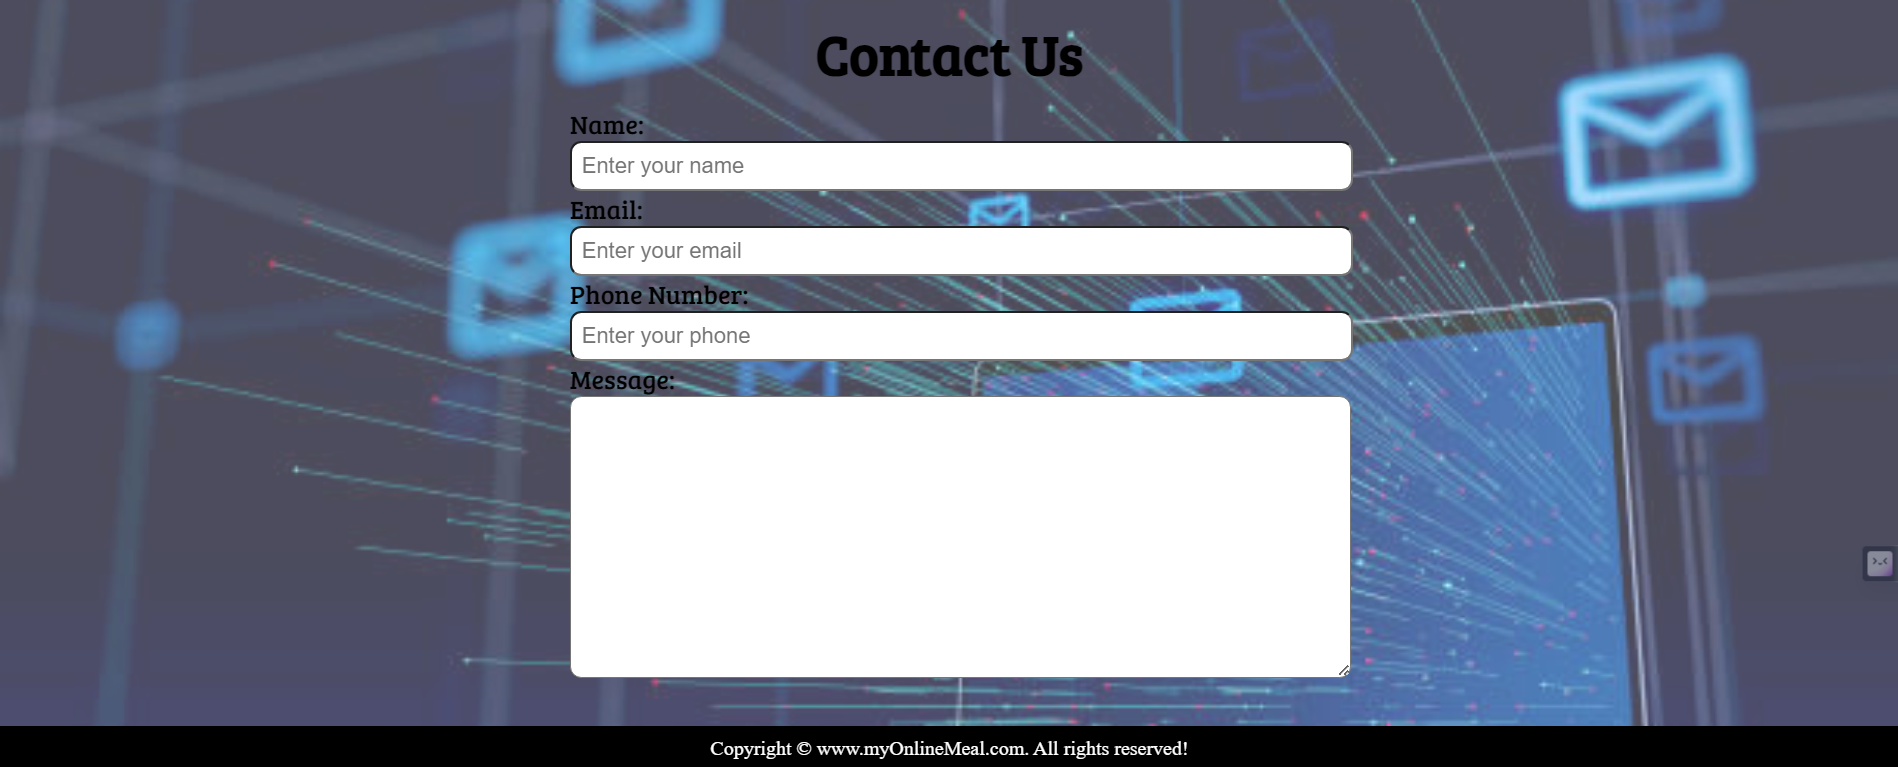 Contact Us
Name:
Enter your name
Email:
Enter your email
Phone Number:
Enter your phone
Message:
Copyright © www.myOnlineMeal.com. All rights reserved!